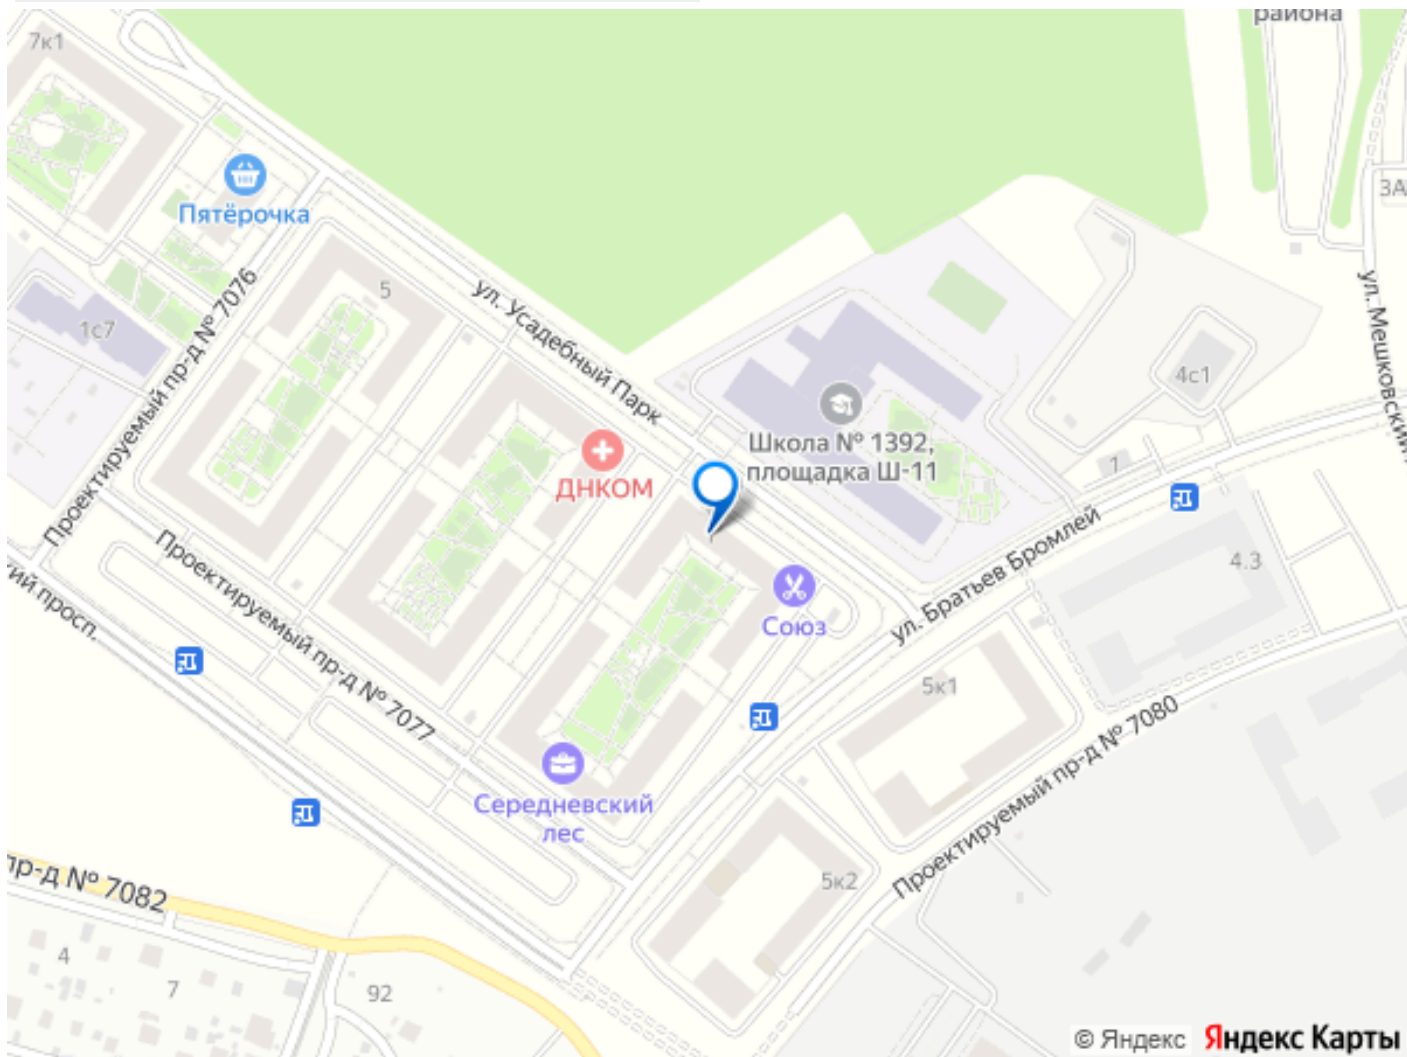 района
7к1
ЗА
Пятёрочка
ул. Усадебный Парк
5
Проектируемый пр-д № 7076
1с7
ул. Мешковский
4с1
Школа № 1392,
площадка Ш-11
1
ДНКОМ
ул. Братьев Бромлей
4.3
Союз
Проектируемый пр-д № 7077
ий просп.
5к1
Проектируемый пр-д № 7080
Середневский
лес
5к2
пр-д № 7082
4
7
92
© Яндекс Яндекс Карты